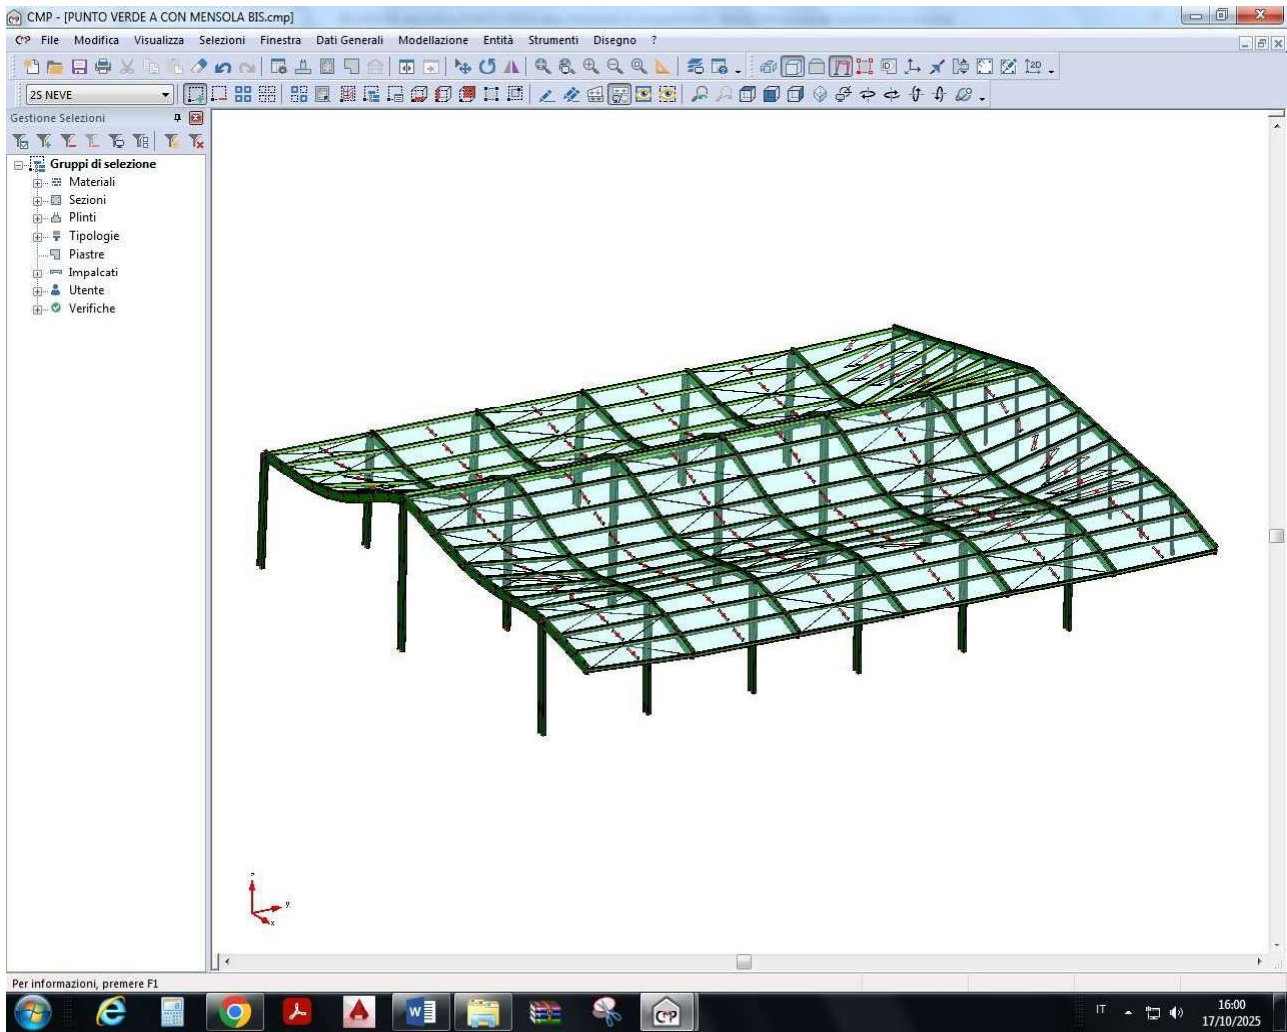 CMP - [PUNTO VERDE A CON MENSOLA BIS.cmp]
File Modifica Visualizza Selezioni Finestra Dati Generali Modellazione Entità Strumenti Disegno ?
2S NEVE
Gestione Selezioni
Gruppi di selezione
Materiali
Sezioni
Plinti
Tipologie
Piastre
Impalcati
Utente
Verifiche
z
y
x
Per informazioni, premere F1
IT
16:00
17/10/2025